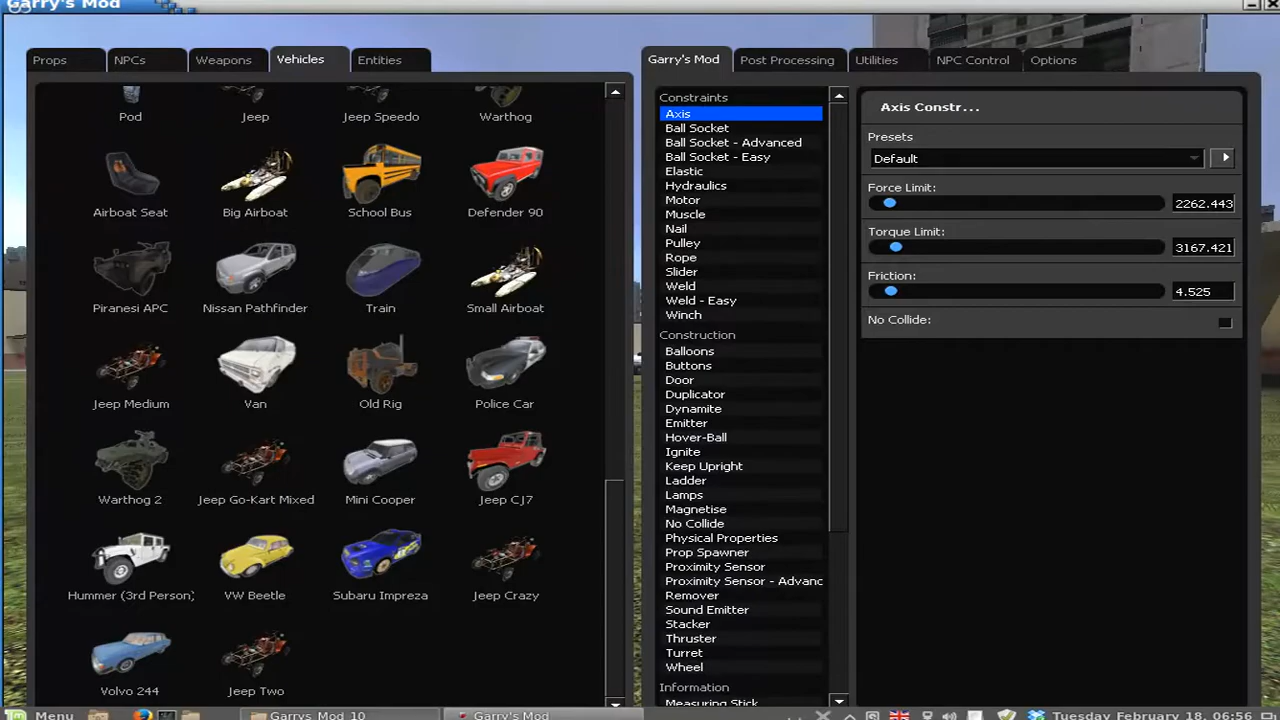 Garry's Mod
Props
NPCs
Weapons
Vehicles
Entities
Garry's Mod
Post Processing
Utilities
NPC Control
Options
Pod
Jeep
Jeep Speedo
Warthog
Airboat Seat
Big Airboat
School Bus
Defender 90
Piranesi APC
Nissan Pathfinder
Train
Small Airboat
Jeep Medium
Van
Old Rig
Police Car
Warthog 2
Jeep Go-Kart Mixed
Mini Cooper
Jeep CJ7
Hummer (3rd Person)
VW Beetle
Subaru Impreza
Jeep Crazy
Volvo 244
Jeep Two
Constraints
Axis
Ball Socket
Ball Socket - Advanced
Ball Socket - Easy
Elastic
Hydraulics
Motor
Muscle
Nail
Pulley
Rope
Slider
Weld
Weld - Easy
Winch
Construction
Balloons
Buttons
Door
Duplicator
Dynamite
Emitter
Hover-Ball
Ignite
Keep Upright
Ladder
Lamps
Magnetise
No Collide
Physical Properties
Prop Spawner
Proximity Sensor
Proximity Sensor - Advanc
Remover
Sound Emitter
Stacker
Thruster
Turret
Wheel
Information
Measuring Stick
Axis Constr...
Presets
Default
Force Limit:
2262.443
Torque Limit:
3167.421
Friction:
4.525
No Collide:
Menu
Garrys_Mod_10
Garry's Mod
Tuesday February 18, 06:56